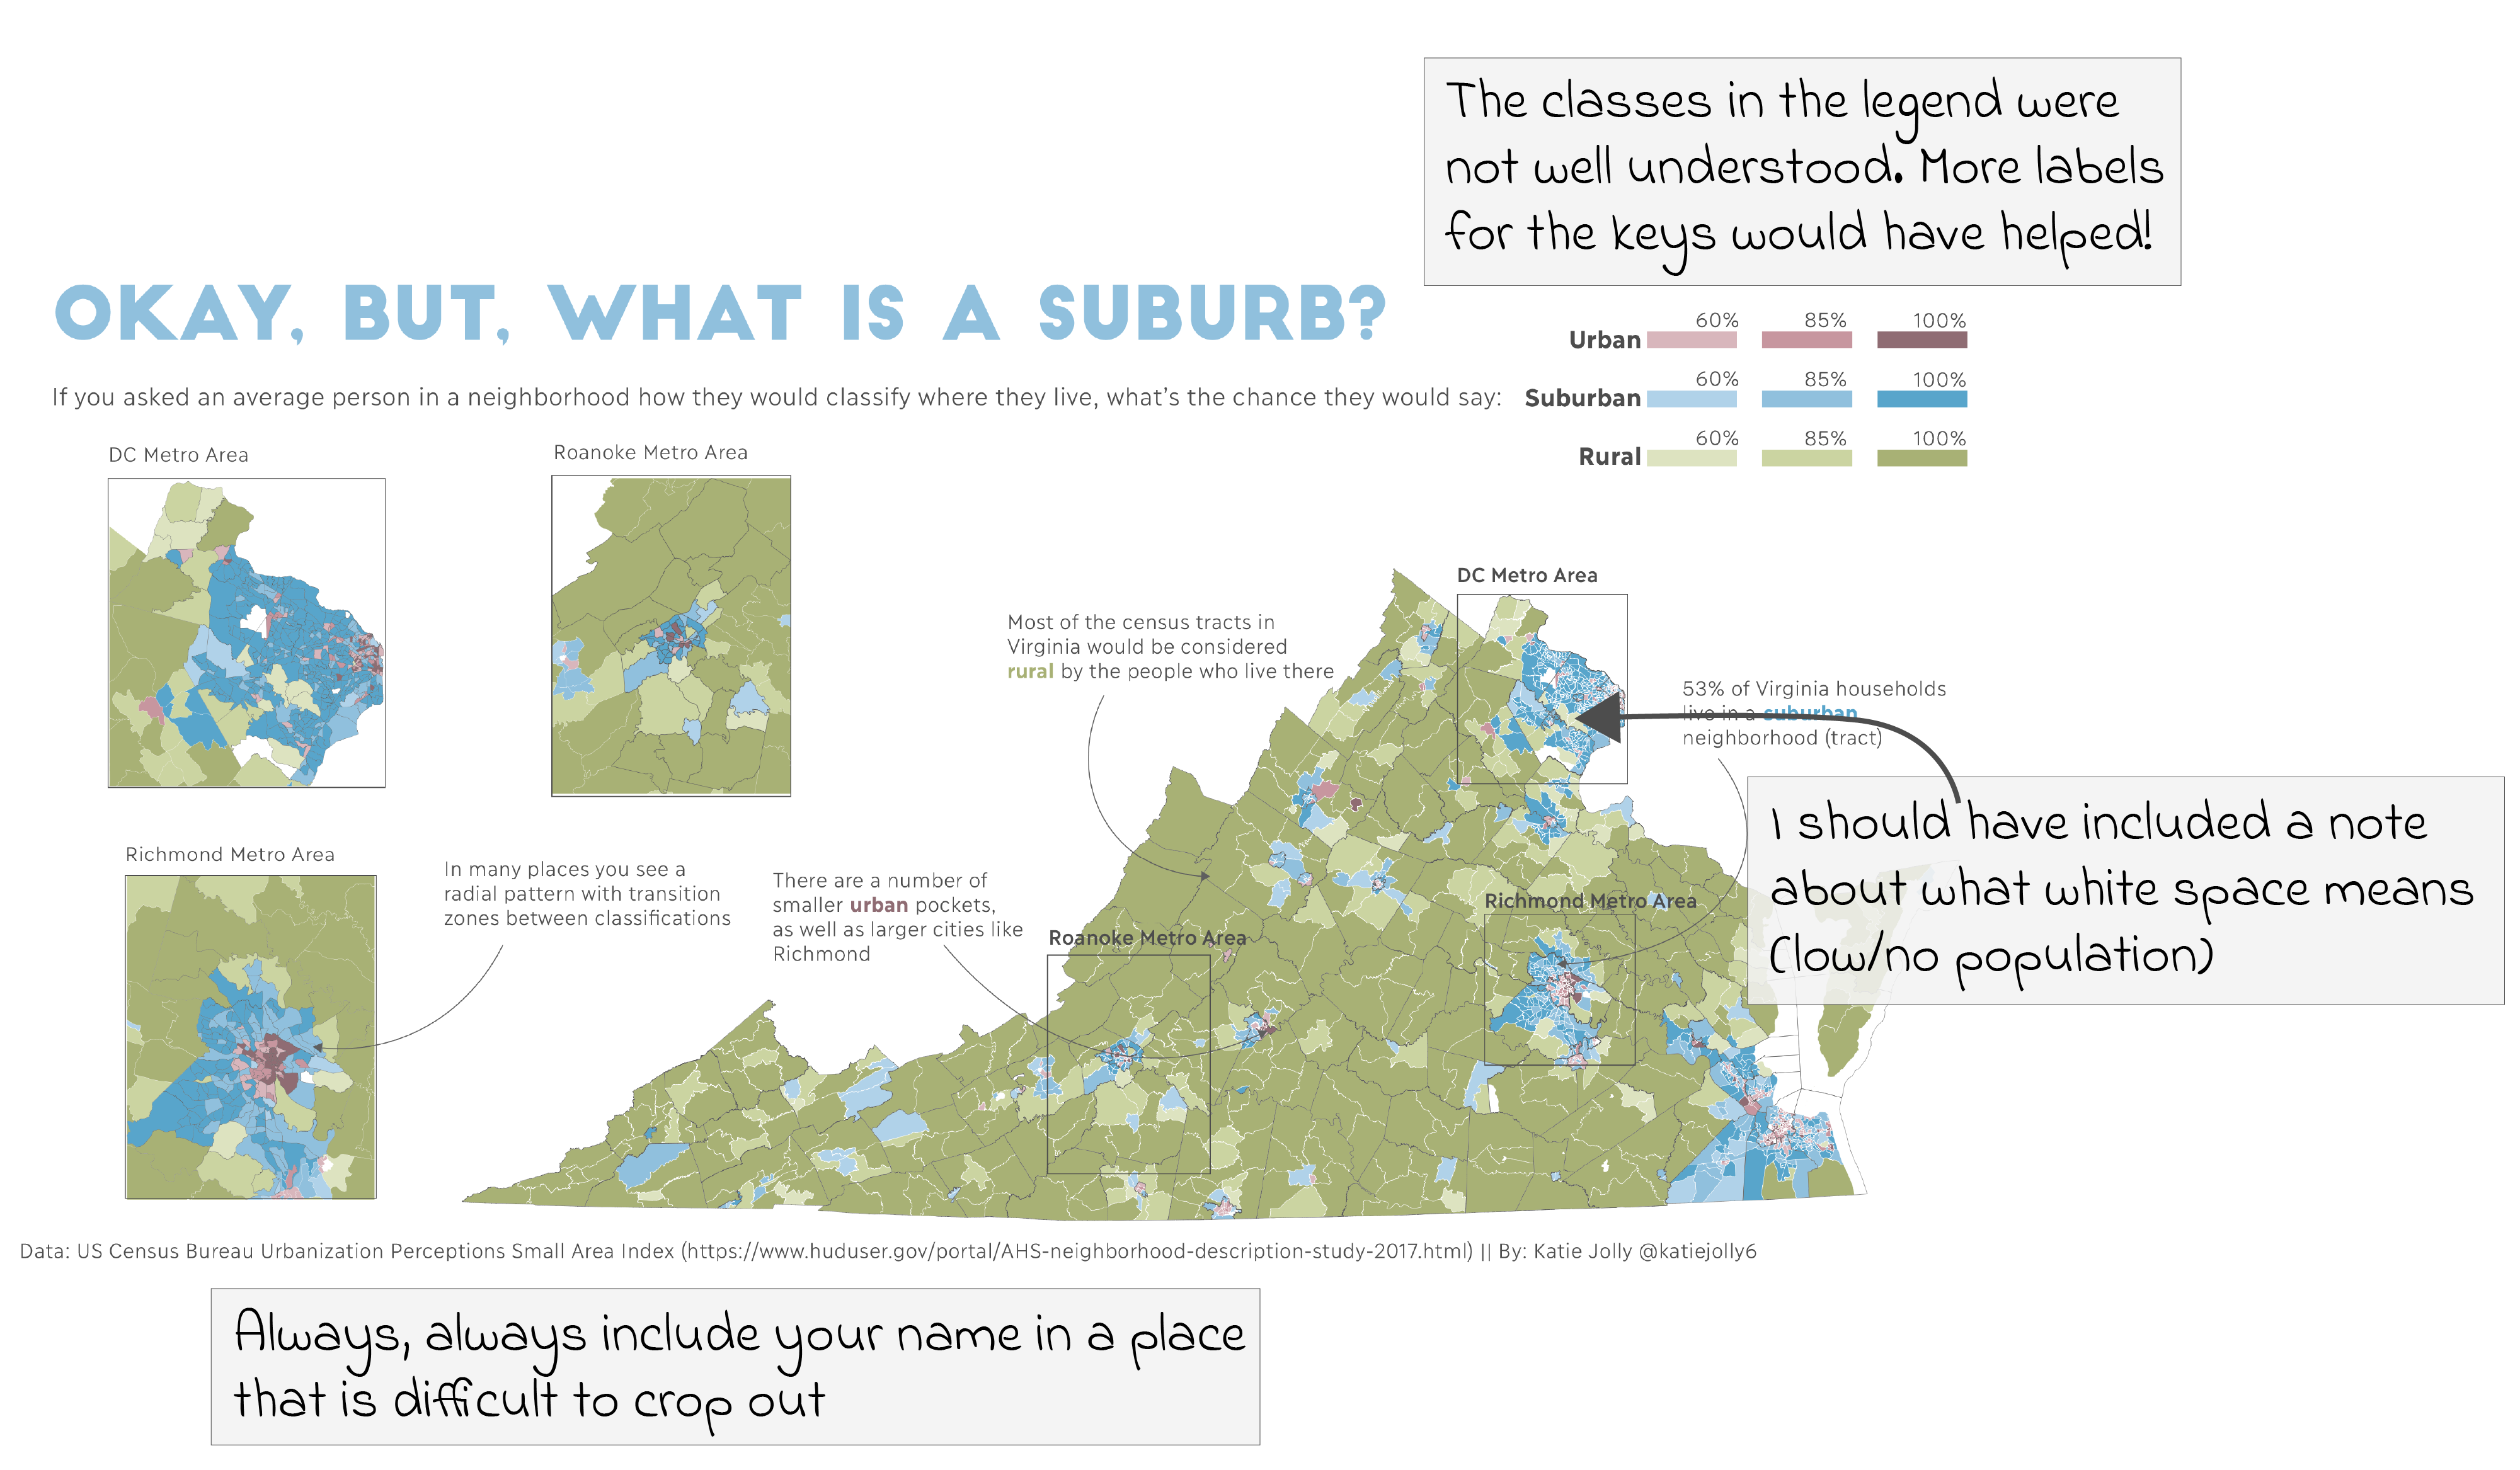 The classes in the legend were
not well understood. More labels
for the keys would have helped!
OKAY, BUT, WHAT IS A SUBURB?
If you asked an average person in a neighborhood how they would classify where they live, what's the chance they would say:
Urban 60% 85% 100%
Suburban 60% 85% 100%
Rural 60% 85% 100%
DC Metro Area
Roanoke Metro Area
Richmond Metro Area
In many places you see a
radial pattern with transition
zones between classifications
There are a number of
smaller urban pockets,
as well as larger cities like
Richmond
Most of the census tracts in
Virginia would be considered
rural by the people who live there
DC Metro Area
53% of Virginia households
live in a suburban
neighborhood (tract)
Roanoke Metro Area
Richmond Metro Area
I should have included a note
about what white space means
(low/no population)
Data: US Census Bureau Urbanization Perceptions Small Area Index (https://www.huduser.gov/portal/AHS-neighborhood-description-study-2017.html) || By: Katie Jolly @katiejolly6
Always, always include your name in a place
that is difficult to crop out